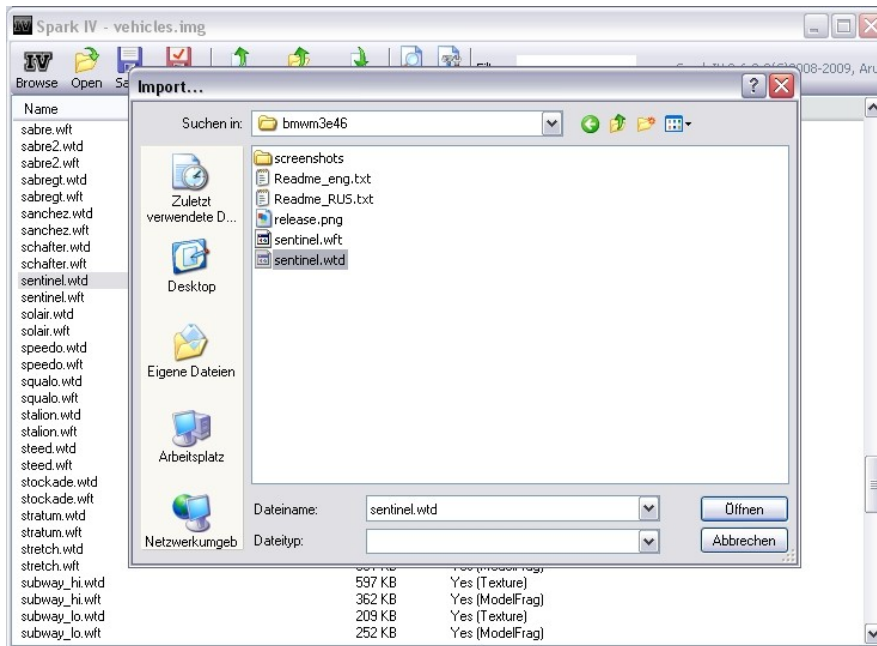 Spark IV - vehicles.img
IV
Browse Open
Import...
Suchen in: bmwm3e46
Name
sabre.wft
sabre2.wtd
sabre2.wft
sabregt.wtd
sabregt.wft
sanchez.wtd
sanchez.wft
schafter.wtd
schafter.wft
sentinel.wtd
sentinel.wft
solair.wtd
solair.wft
speedo.wtd
speedo.wft
squalo.wtd
squalo.wft
stalion.wtd
stalion.wft
steed.wtd
steed.wft
stockade.wtd
stockade.wft
stratum.wtd
stratum.wft
stretch.wtd
stretch.wft
subway_hi.wtd 597 KB Yes (Texture)
subway_hi.wft 362 KB Yes (ModelFrag)
subway_lo.wtd 209 KB Yes (Texture)
subway_lo.wft 252 KB Yes (ModelFrag)
Zuletzt
verwendete D...
Desktop
Eigene Dateien
Arbeitsplatz
Netzwerkumgeb
screenshots
Readme_eng.txt
Readme_RUS.txt
release.png
sentinel.wft
sentinel.wtd
Dateiname: sentinel.wtd Öffnen
Dateityp: Abbrechen